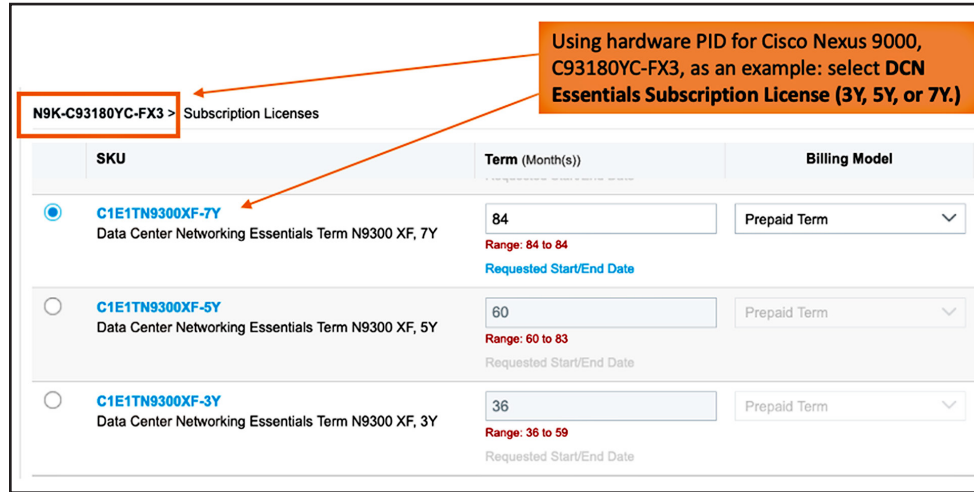 Using hardware PID for Cisco Nexus 9000,
C93180YC-FX3, as an example: select DCN
Essentials Subscription License (3Y, 5Y, or 7Y.)
N9K-C93180YC-FX3 > Subscription Licenses
SKU Term (Month(s)) Billing Model
Requested Start/End Date
C1E1TN9300XF-7Y 84 Prepaid Term
Data Center Networking Essentials Term N9300 XF, 7Y
Range: 84 to 84
Requested Start/End Date
C1E1TN9300XF-5Y 60 Prepaid Term
Data Center Networking Essentials Term N9300 XF, 5Y
Range: 60 to 83
Requested Start/End Date
C1E1TN9300XF-3Y 36 Prepaid Term
Data Center Networking Essentials Term N9300 XF, 3Y
Range: 36 to 59
Requested Start/End Date